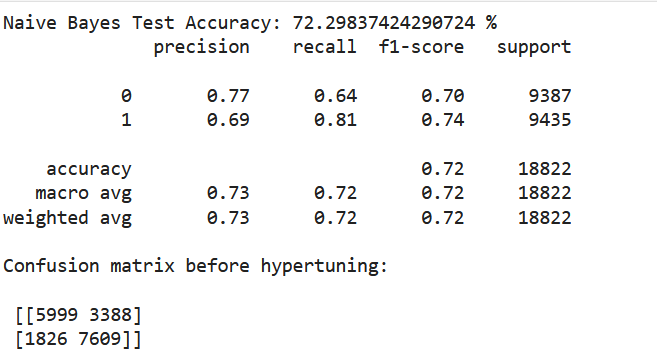 Naive Bayes Test Accuracy: 72.29837424290724 %
precision recall f1-score support
0 0.77 0.64 0.70 9387
1 0.69 0.81 0.74 9435
accuracy 0.72 18822
macro avg 0.73 0.72 0.72 18822
weighted avg 0.73 0.72 0.72 18822
Confusion matrix before hypertuning:
[[5999 3388]
[1826 7609]]